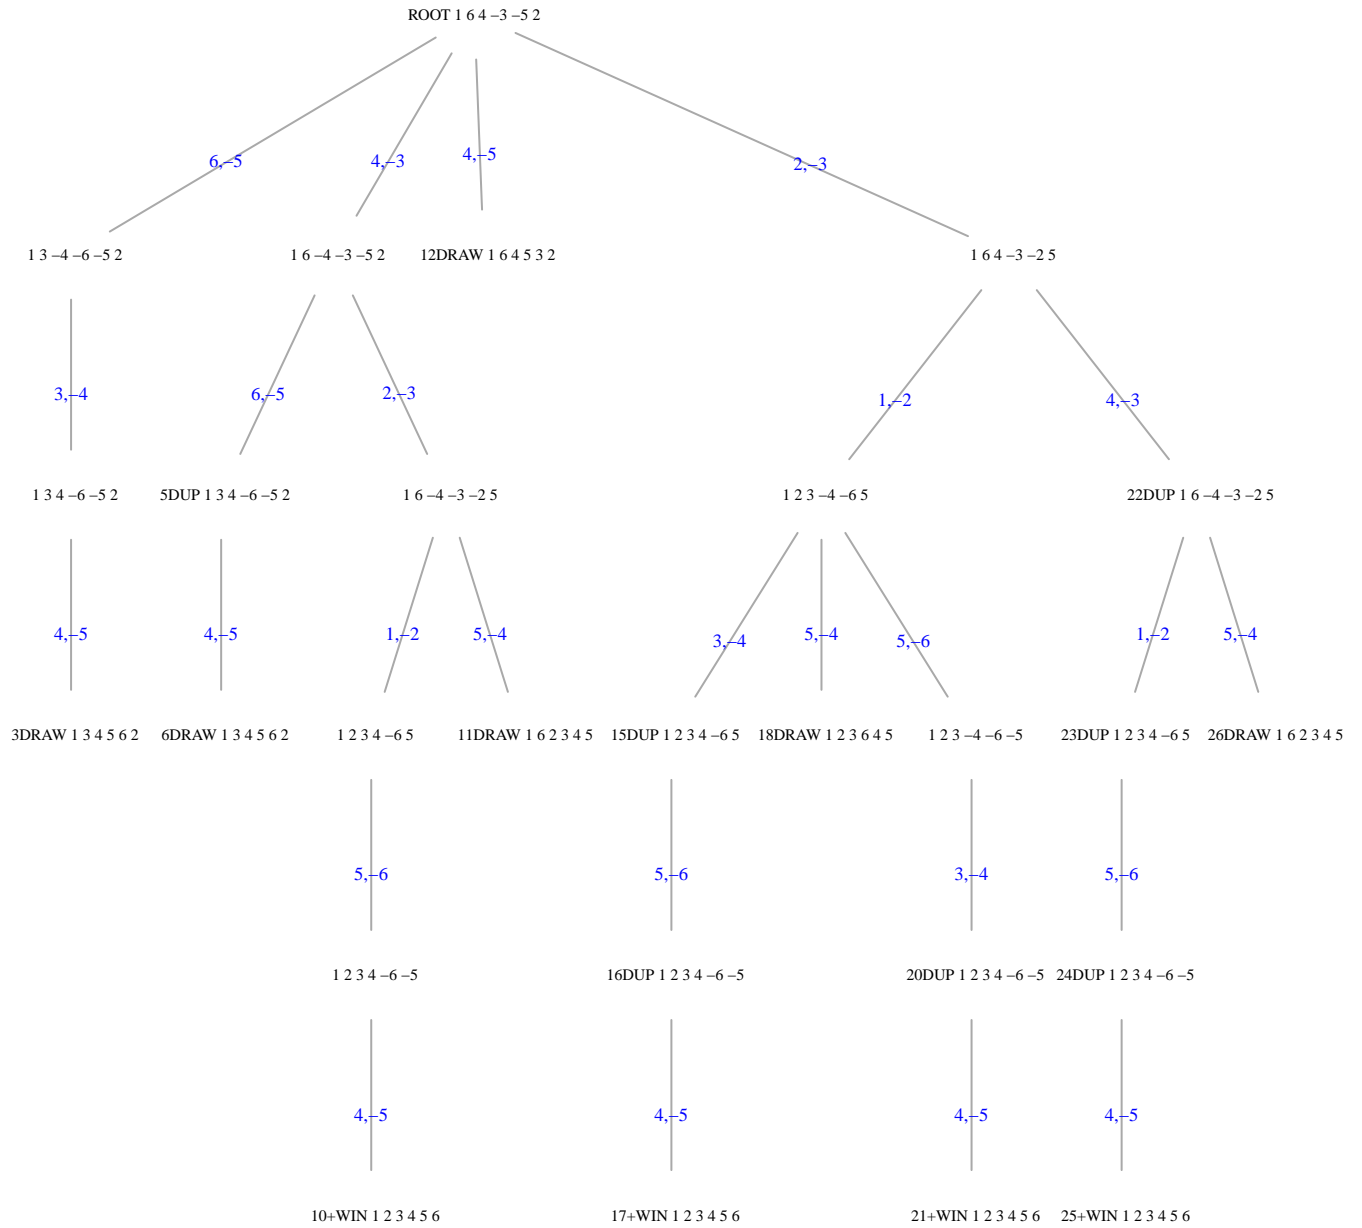 ROOT 1 6 4 −3 −5 2
6,−5
4,−3
4,−5
2,−3
1 3 −4 −6 −5 2
1 6 −4 −3 −5 2
12DRAW 1 6 4 5 3 2
1 6 4 −3 −2 5
3,−4
6,−5
2,−3
1,−2
4,−3
1 3 4 −6 −5 2
5DUP 1 3 4 −6 −5 2
1 6 −4 −3 −2 5
1 2 3 −4 −6 5
22DUP 1 6 −4 −3 −2 5
4,−5
4,−5
1,−2
5,−4
3,−4
5,−4
5,−6
1,−2
5,−4
3DRAW 1 3 4 5 6 2
6DRAW 1 3 4 5 6 2
1 2 3 4 −6 5
11DRAW 1 6 2 3 4 5
15DUP 1 2 3 4 −6 5
18DRAW 1 2 3 6 4 5
1 2 3 −4 −6 −5
23DUP 1 2 3 4 −6 5
26DRAW 1 6 2 3 4 5
5,−6
5,−6
3,−4
5,−6
1 2 3 4 −6 −5
16DUP 1 2 3 4 −6 −5
20DUP 1 2 3 4 −6 −5
24DUP 1 2 3 4 −6 −5
4,−5
4,−5
4,−5
4,−5
10+WIN 1 2 3 4 5 6
17+WIN 1 2 3 4 5 6
21+WIN 1 2 3 4 5 6
25+WIN 1 2 3 4 5 6